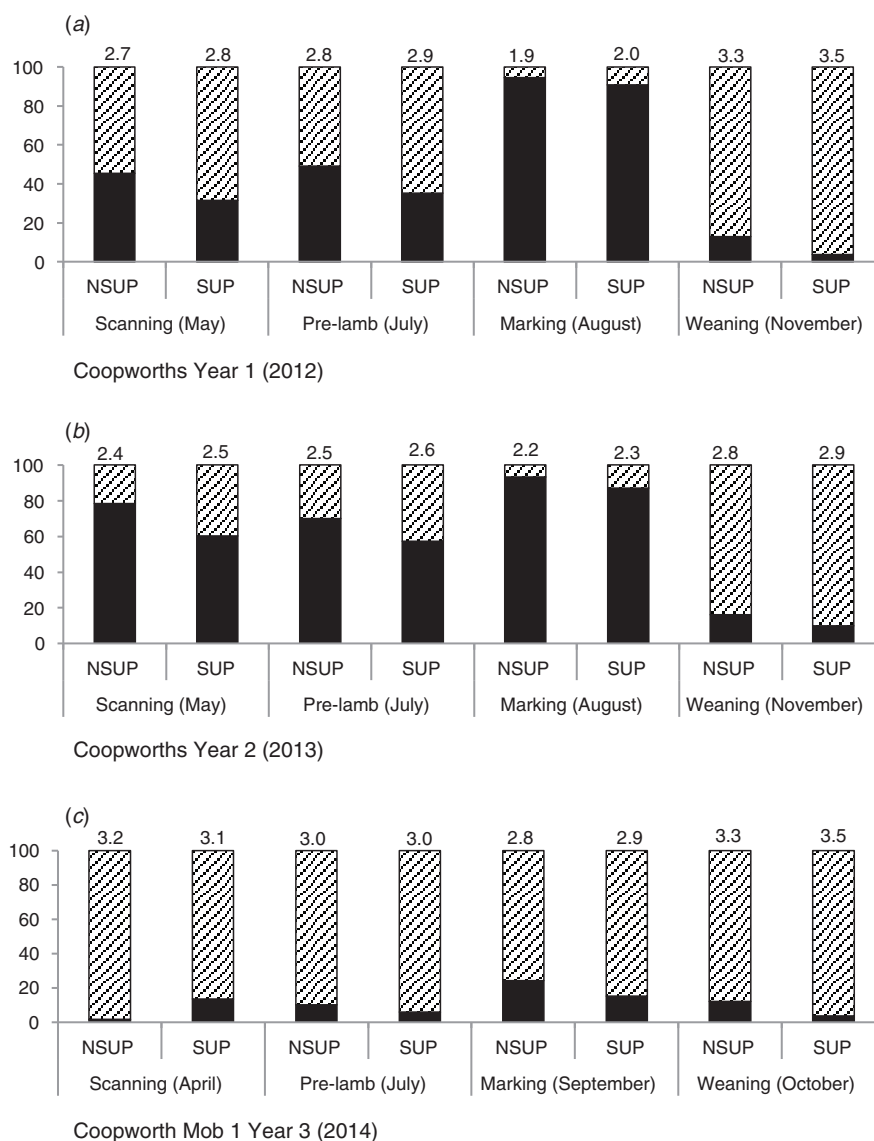 (a)
2.7 2.8 2.8 2.9 1.9 2.0 3.3 3.5
100
80
60
40
20
0
NSUP SUP NSUP SUP NSUP SUP NSUP SUP
Scanning (May) Pre-lamb (July) Marking (August) Weaning (November)
Coopworths Year 1 (2012)
(b)
2.4 2.5 2.5 2.6 2.2 2.3 2.8 2.9
100
80
60
40
20
0
NSUP SUP NSUP SUP NSUP SUP NSUP SUP
Scanning (May) Pre-lamb (July) Marking (August) Weaning (November)
Coopworths Year 2 (2013)
(c)
3.2 3.1 3.0 3.0 2.8 2.9 3.3 3.5
100
80
60
40
20
0
NSUP SUP NSUP SUP NSUP SUP NSUP SUP
Scanning (April) Pre-lamb (July) Marking (September) Weaning (October)
Coopworth Mob 1 Year 3 (2014)